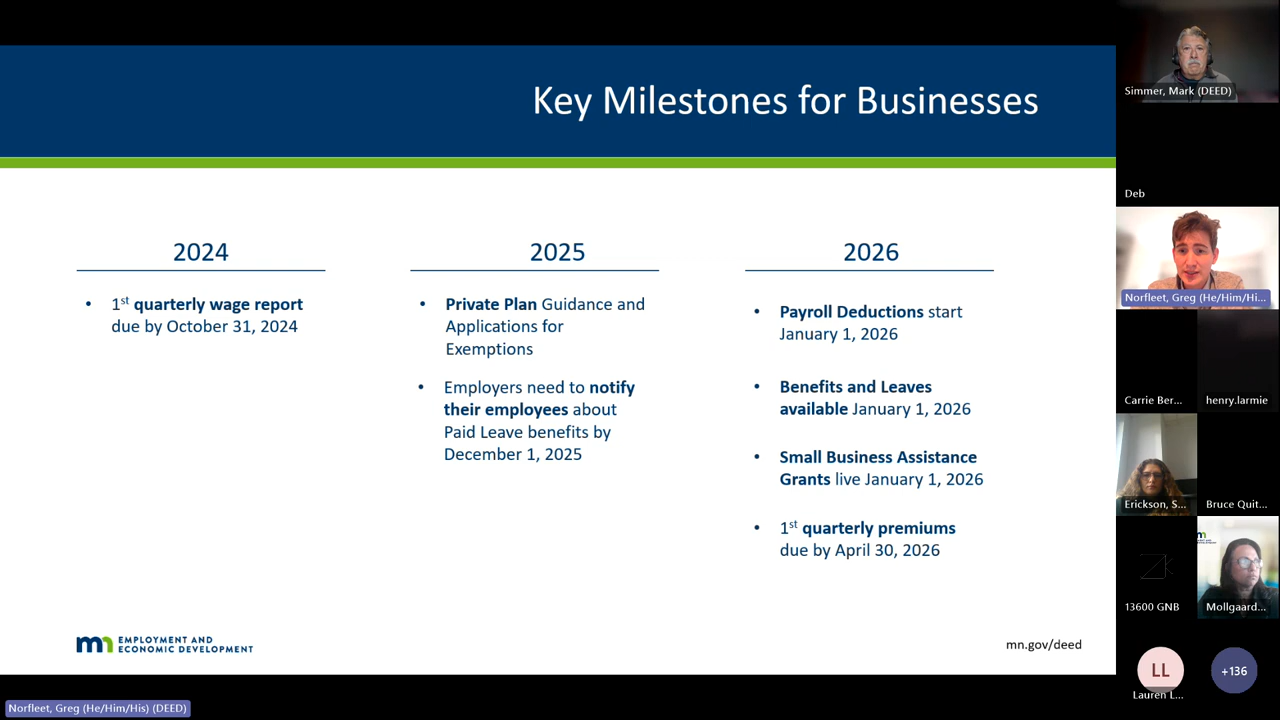 Key Milestones for Businesses
2024
1st quarterly wage report
due by October 31, 2024
2025
Private Plan Guidance and
Applications for
Exemptions
Employers need to notify
their employees about
Paid Leave benefits by
December 1, 2025
2026
Payroll Deductions start
January 1, 2026
Benefits and Leaves
available January 1, 2026
Small Business Assistance
Grants live January 1, 2026
1st quarterly premiums
due by April 30, 2026
mn EMPLOYMENT AND
ECONOMIC DEVELOPMENT
mn.gov/deed
Simmer, Mark (DEED)
Deb
Norfleet, Greg (He/Him/Hi...
Carrie Ber...
henry.larmie
Erickson, S...
Bruce Quit...
13600 GNB
Mollgaard...
LL
Lauren L...
+136
Norfleet, Greg (He/Him/His) (DEED)